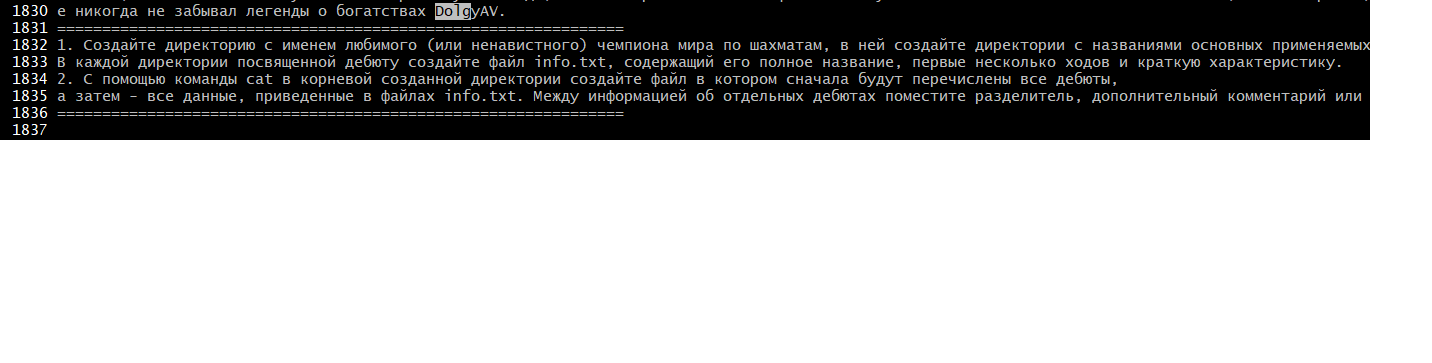 1830 е никогда не забывал легенды о богатствах DolgyAV.
1831 ===============================================================
1832 1. Создайте директорию с именем любимого (или ненавистного) чемпиона мира по шахматам, в ней создайте директории с названиями основных применяемых
1833 В каждой директории посвященной дебюту создайте файл info.txt, содержащий его полное название, первые несколько ходов и краткую характеристику.
1834 2. С помощью команды cat в корневой созданной директории создайте файл в котором сначала будут перечислены все дебюты,
1835 а затем - все данные, приведенные в файлах info.txt. Между информацией об отдельных дебютах поместите разделитель, дополнительный комментарий или
1836 ===============================================================
1837